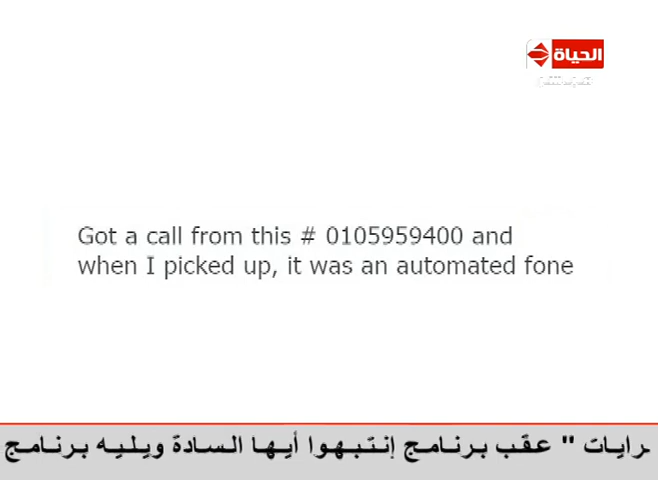 الحياة
Got a call from this # 0105959400 and
when I picked up, it was an automated fone
رايات " عقب برنامج إنتبهوا أيها السادة ويليه برنامج